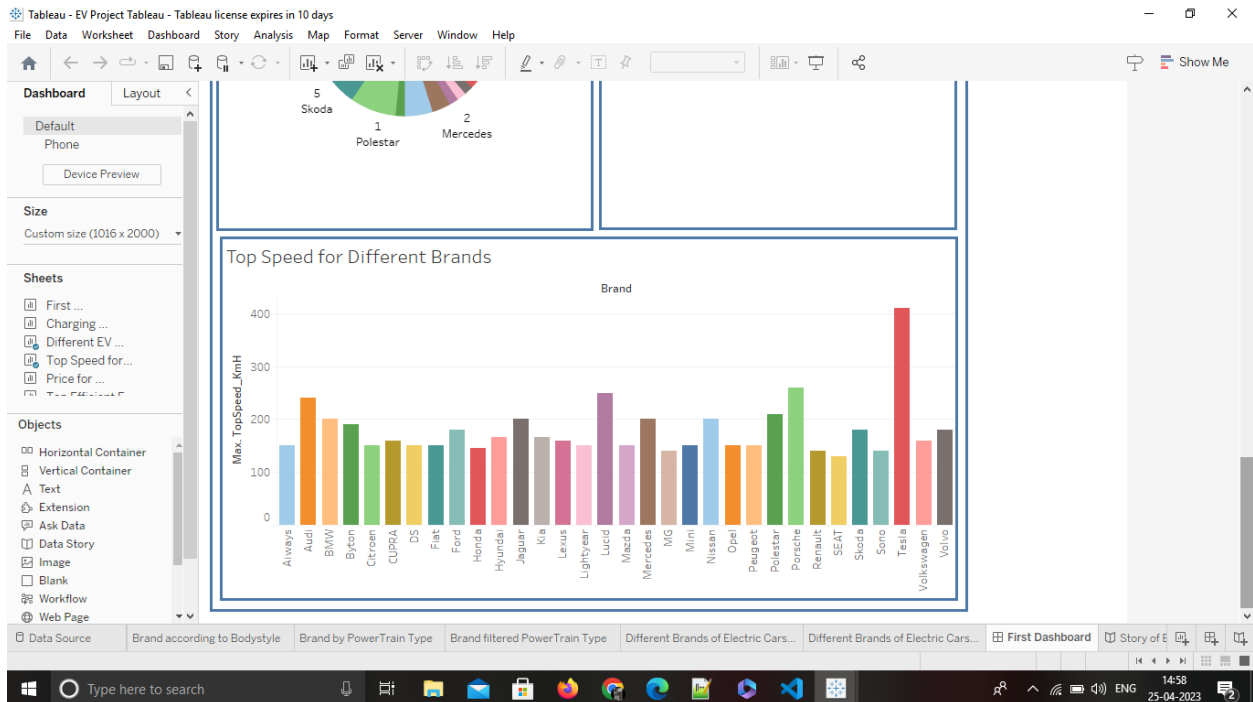 Tableau - EV Project Tableau - Tableau license expires in 10 days
File Data Worksheet Dashboard Story Analysis Map Format Server Window Help
Show Me
Dashboard Layout
Default
Phone
Device Preview
Size
Custom size (1016 x 2000)
Sheets
First ...
Charging ...
Different EV ...
Top Speed for...
Price for ...
Objects
Horizontal Container
Vertical Container
Text
Extension
Ask Data
Data Story
Image
Blank
Workflow
Web Page
5
Skoda
1
Polestar
2
Mercedes
Top Speed for Different Brands
Brand
Max. TopSpeed_KmH
400
300
200
100
0
Aiways
Audi
BMW
Byton
Citroen
CUPRA
DS
Fiat
Ford
Honda
Hyundai
Jaguar
Kia
Lexus
Lightyear
Lucid
Mazda
Mercedes
MG
Mini
Nissan
Opel
Peugeot
Polestar
Porsche
Renault
SEAT
Skoda
Sono
Tesla
Volkswagen
Volvo
Data Source Brand according to Bodystyle Brand by PowerTrain Type Brand filtered PowerTrain Type Different Brands of Electric Cars... Different Brands of Electric Cars... First Dashboard Story of E
Type here to search
ENG
14:58
25-04-2023
2